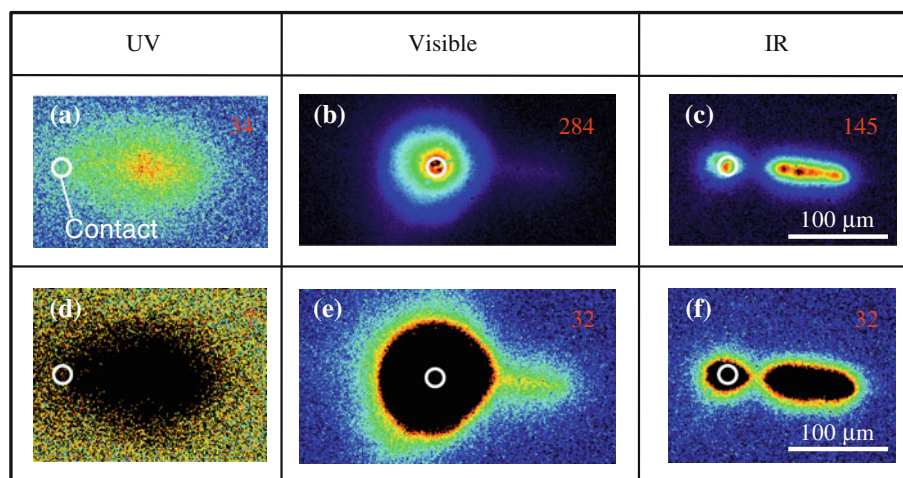 UV Visible IR
(a) 34 (b) 284 (c) 145
Contact
100 μm
(d) (e) 32 (f) 32
100 μm